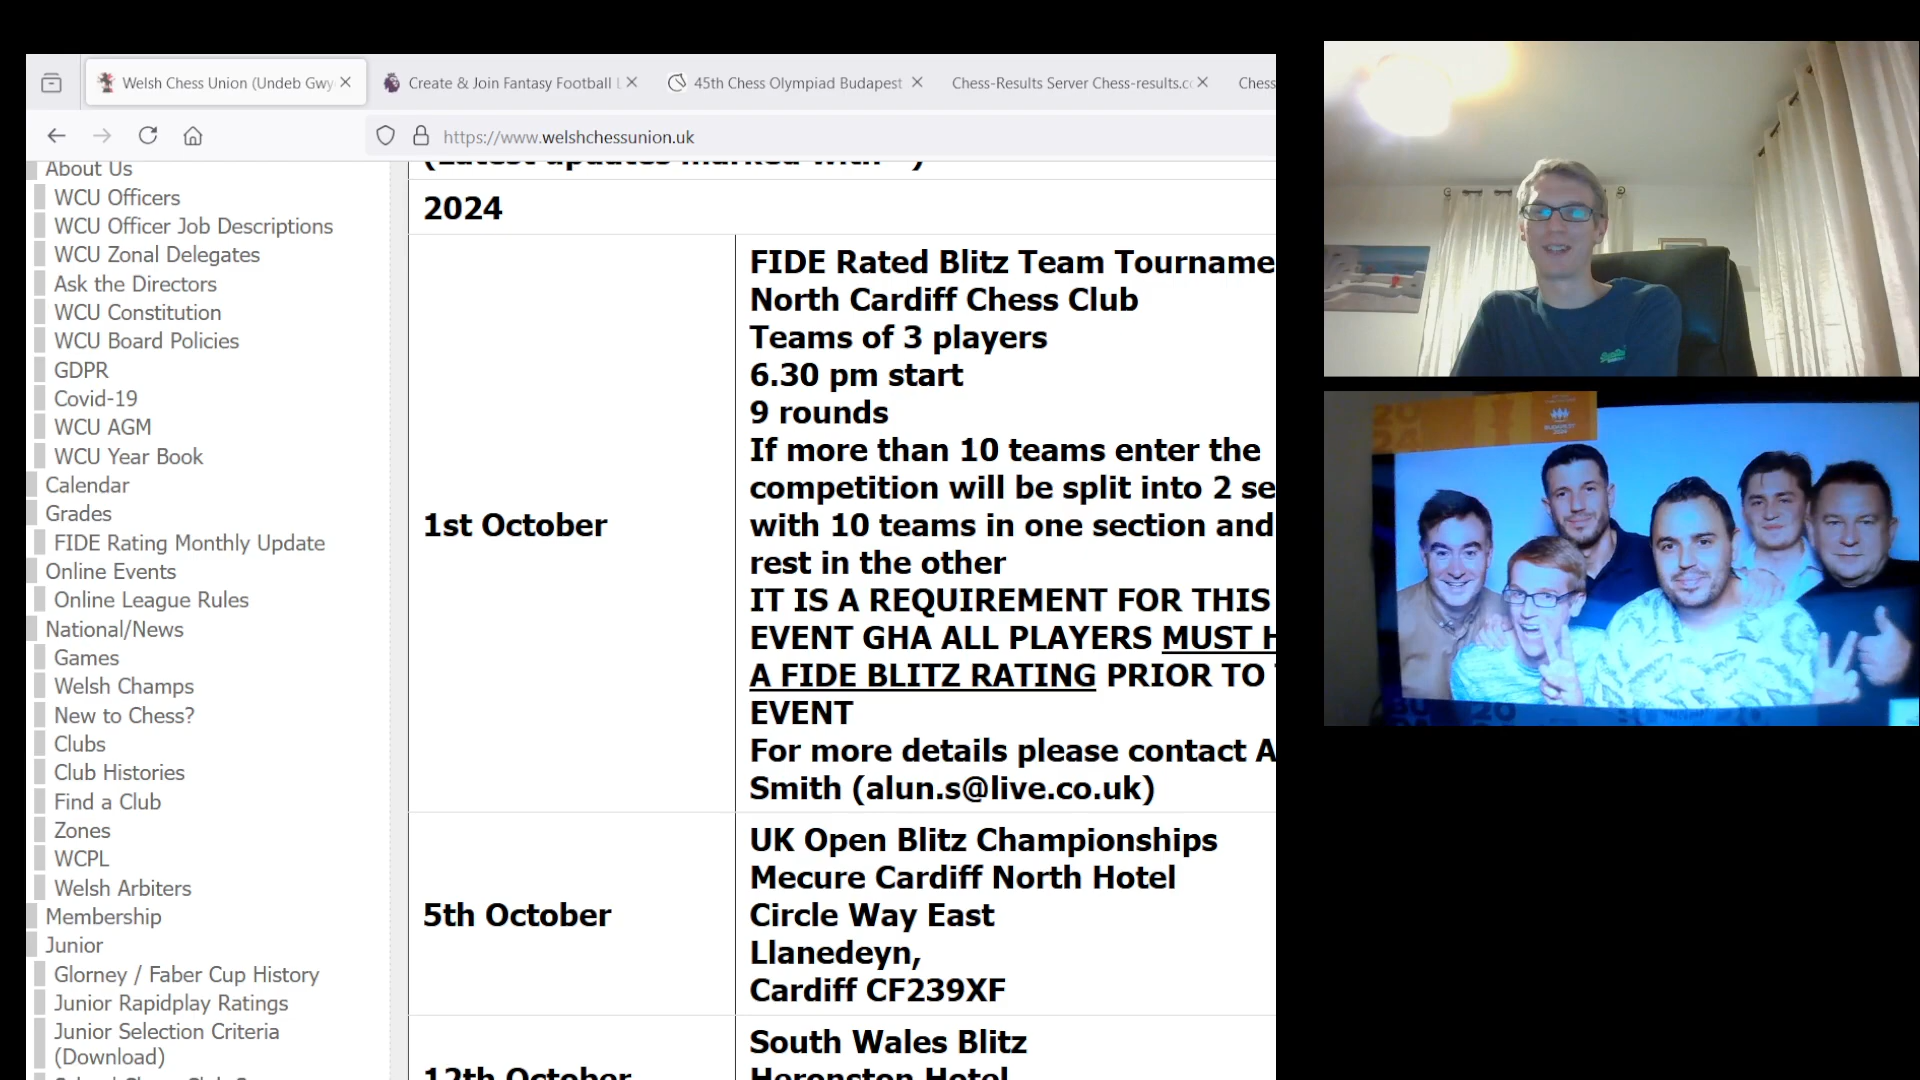 Welsh Chess Union (Undeb Gwy
Create & Join Fantasy Football L
45th Chess Olympiad Budapest
Chess-Results Server Chess-results.c
Chess
https://www.welshchessunion.uk
About Us
WCU Officers
WCU Officer Job Descriptions
WCU Zonal Delegates
Ask the Directors
WCU Constitution
WCU Board Policies
GDPR
Covid-19
WCU AGM
WCU Year Book
Calendar
Grades
FIDE Rating Monthly Update
Online Events
Online League Rules
National/News
Games
Welsh Champs
New to Chess?
Clubs
Club Histories
Find a Club
Zones
WCPL
Welsh Arbiters
Membership
Junior
Glorney / Faber Cup History
Junior Rapidplay Ratings
Junior Selection Criteria
(Download)
(Latest updates marked with
2024
1st October
FIDE Rated Blitz Team Tourname
North Cardiff Chess Club
Teams of 3 players
6.30 pm start
9 rounds
If more than 10 teams enter the
competition will be split into 2 se
with 10 teams in one section and
rest in the other
IT IS A REQUIREMENT FOR THIS
EVENT GHA ALL PLAYERS MUST H
A FIDE BLITZ RATING PRIOR TO
EVENT
For more details please contact A
Smith (alun.s@live.co.uk)
5th October
UK Open Blitz Championships
Mecure Cardiff North Hotel
Circle Way East
Llanedeyn,
Cardiff CF239XF
12th October
South Wales Blitz
Heronston Hotel